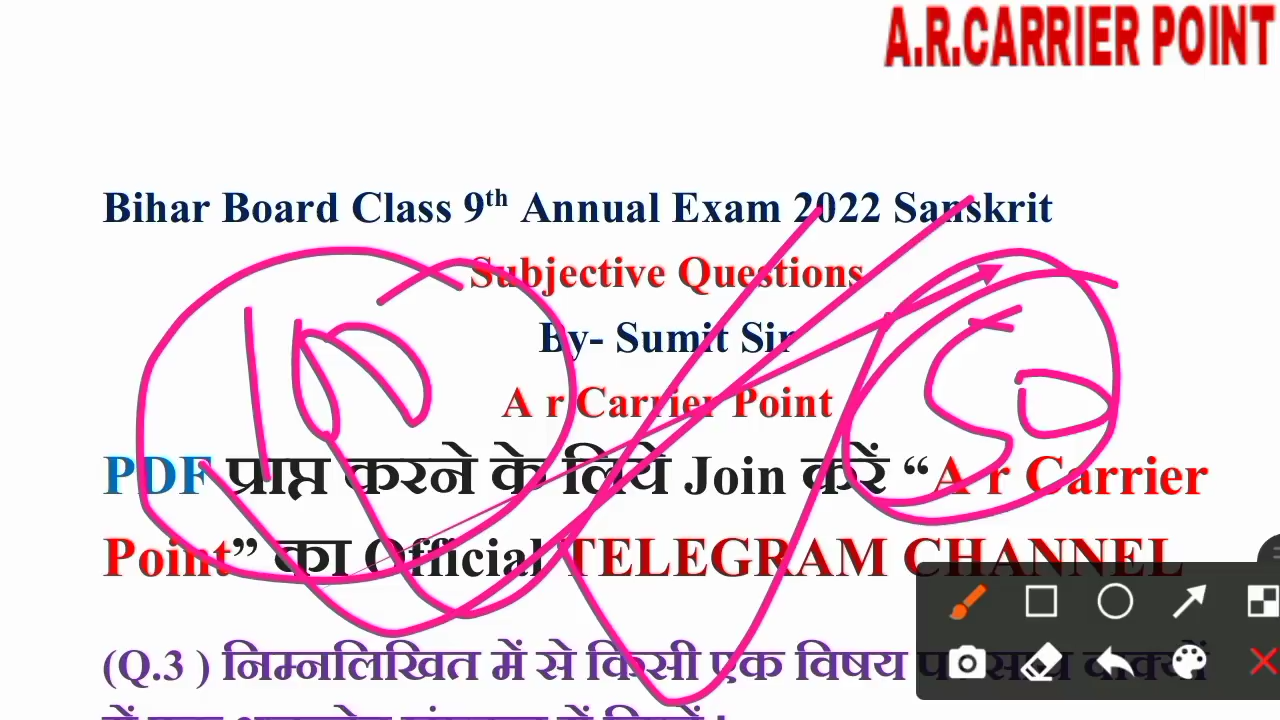 A.R.CARRIER POINT
Bihar Board Class 9th Annual Exam 2022 Sanskrit
Subjective Questions
By- Sumit Sir
A r Carrier Point
PDF प्राप्त करने के लिये Join करें “A r Carrier
Point” का Official TELEGRAM CHANNEL
(Q.3 ) निम्नलिखित में से किसी एक विषय पर सात वाक्यों